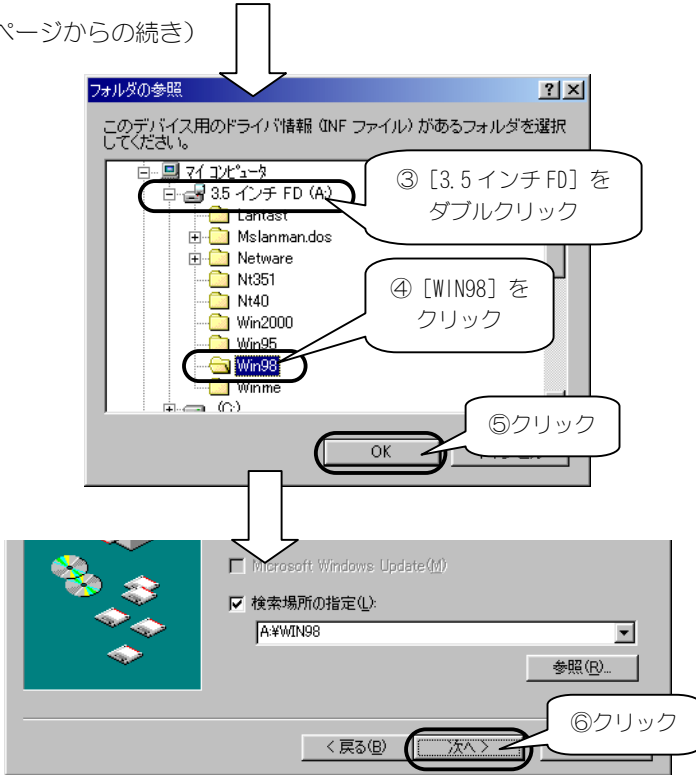 ページからの続き）
フォルダの参照
このデバイス用のドライバ情報 (INF ファイル) があるフォルダを選択
してください。
マイ コンピュータ
3.5 インチ FD (A:)
Lantast
Mslanman.dos
Netware
Nt351
Nt40
Win2000
Win95
Win98
Winme
(C:)
③［3.5インチFD］を
ダブルクリック
④［WIN98］を
クリック
⑤クリック
OK
Microsoft Windows Update(M)
検索場所の指定(L):
A:¥WIN98
参照(R)...
⑥クリック
< 戻る(B)
次へ >